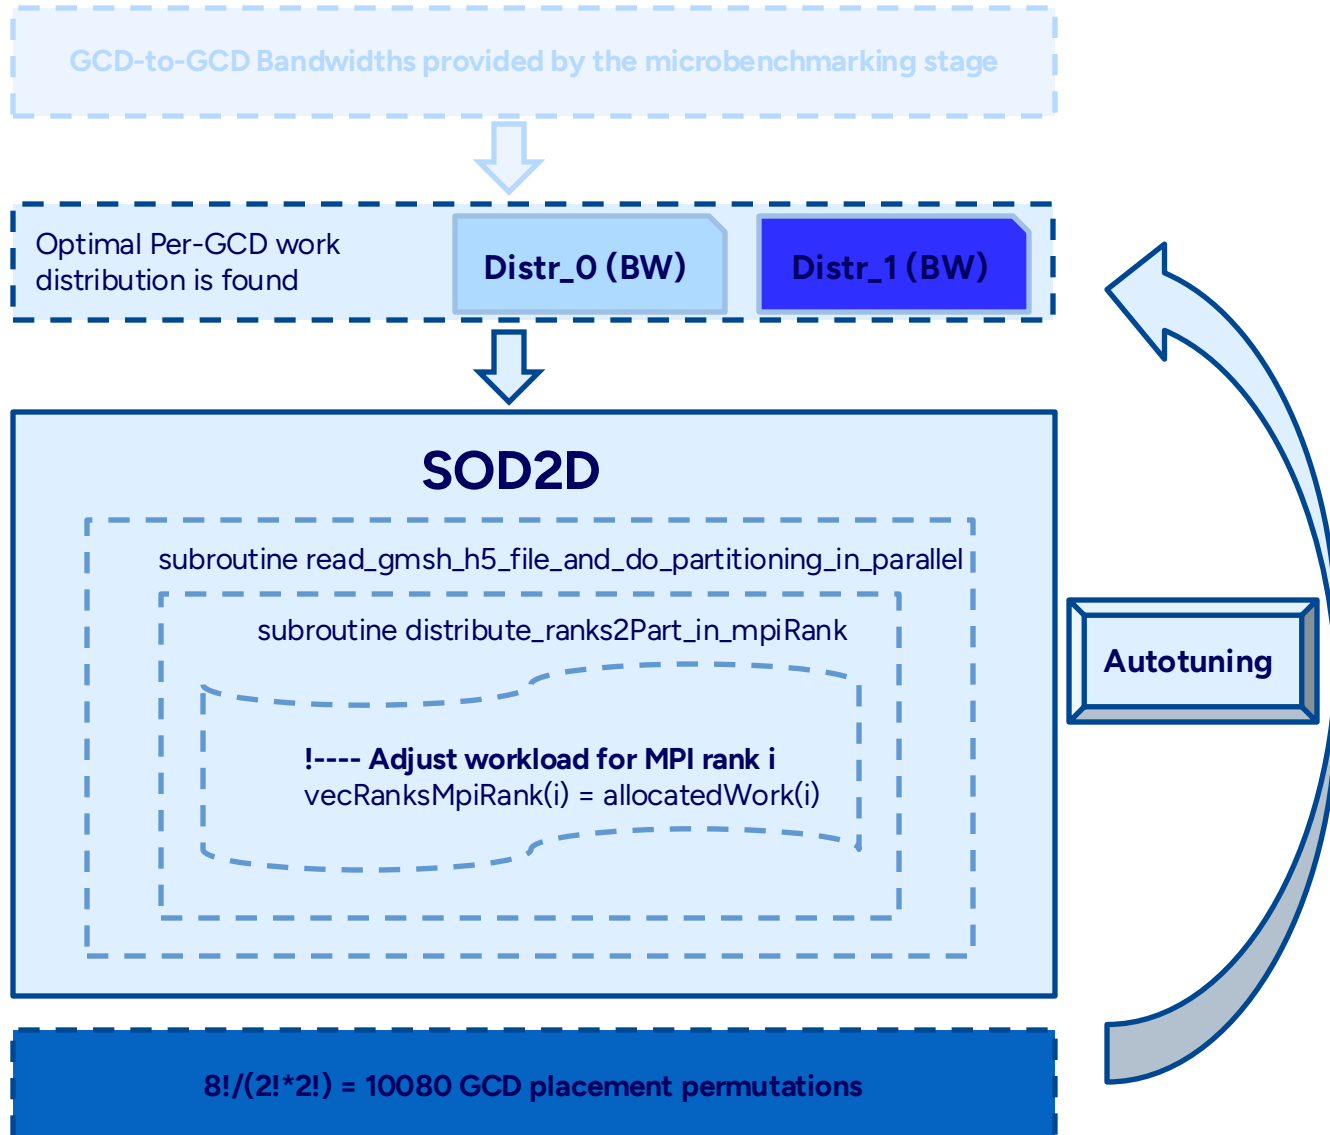 GCD-to-GCD Bandwidths provided by the microbenchmarking stage
Optimal Per-GCD work
distribution is found
Distr_0 (BW)
Distr_1 (BW)
SOD2D
subroutine read_gmsh_h5_file_and_do_partitioning_in_parallel
subroutine distribute_ranks2Part_in_mpiRank
!---- Adjust workload for MPI rank i
vecRanksMpiRank(i) = allocatedWork(i)
Autotuning
8!/(2!*2!) = 10080 GCD placement permutations